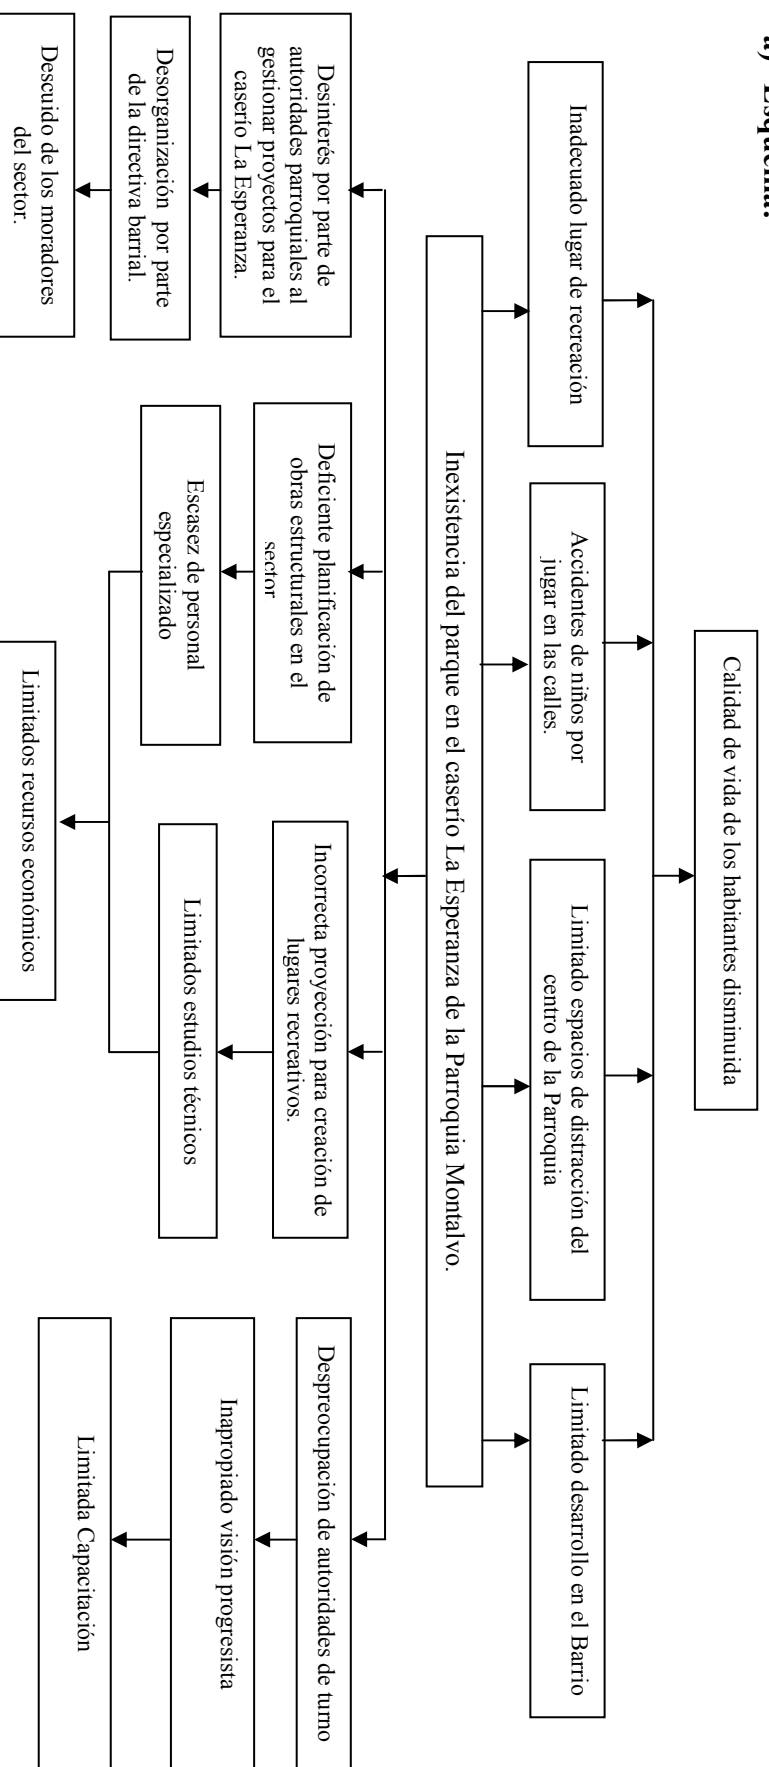 a) Esquema:
Calidad de vida de los habitantes disminuida
Inadecuado lugar de recreación
Accidentes de niños por
jugar en las calles.
Limitado espacios de distracción del
centro de la Parroquia
Limitado desarrollo en el Barrio
Inexistencia del parque en el caserío La Esperanza de la Parroquia Montalvo.
Desinterés por parte de
autoridades parroquiales al
gestionar proyectos para el
caserío La Esperanza.
Deficiente planificación de
obras estructurales en el
sector
Incorrecta proyección para creación de
lugares recreativos.
Despreocupación de autoridades de turno
Desorganización por parte
de la directiva barrial.
Escasez de personal
especializado
Limitados estudios técnicos
Inapropiado visión progresista
Descuido de los moradores
del sector.
Limitados recursos económicos
Limitada Capacitación